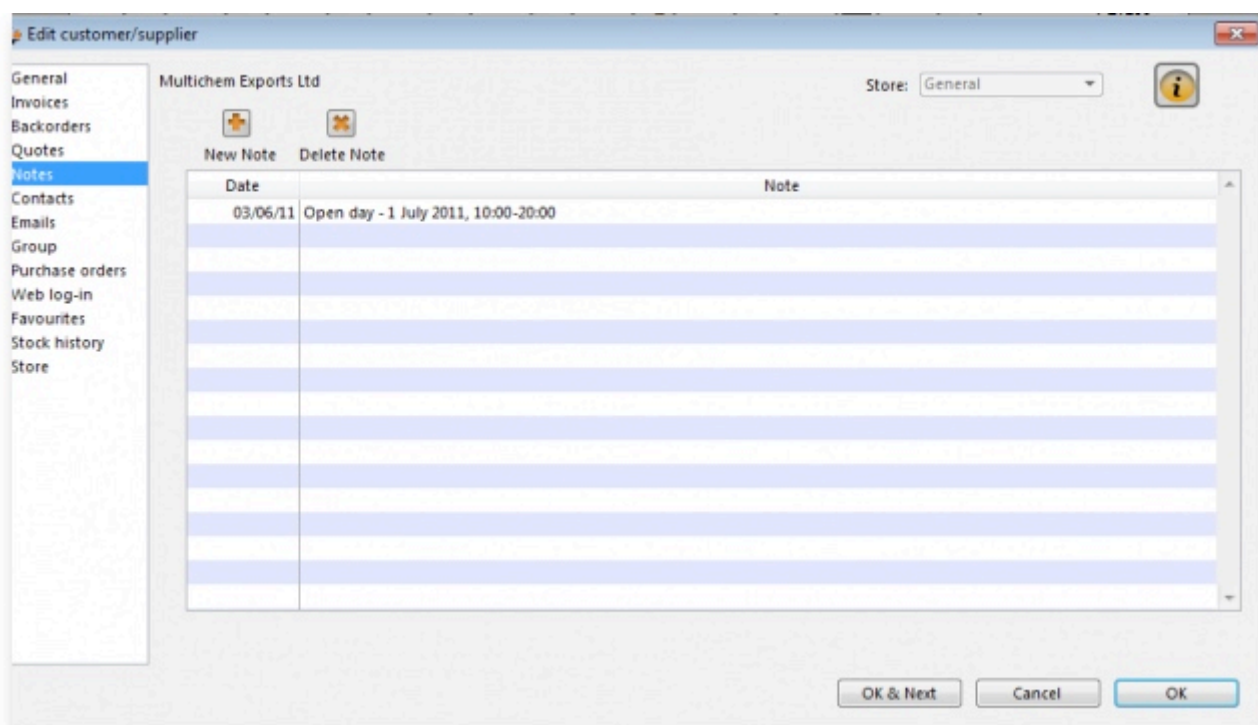 Edit customer/supplier
General
Invoices
Backorders
Quotes
Notes
Contacts
Emails
Group
Purchase orders
Web log-in
Favourites
Stock history
Store
Multichem Exports Ltd
Store: General
New Note Delete Note
Date Note
03/06/11 Open day - 1 July 2011, 10:00-20:00
OK & Next Cancel OK